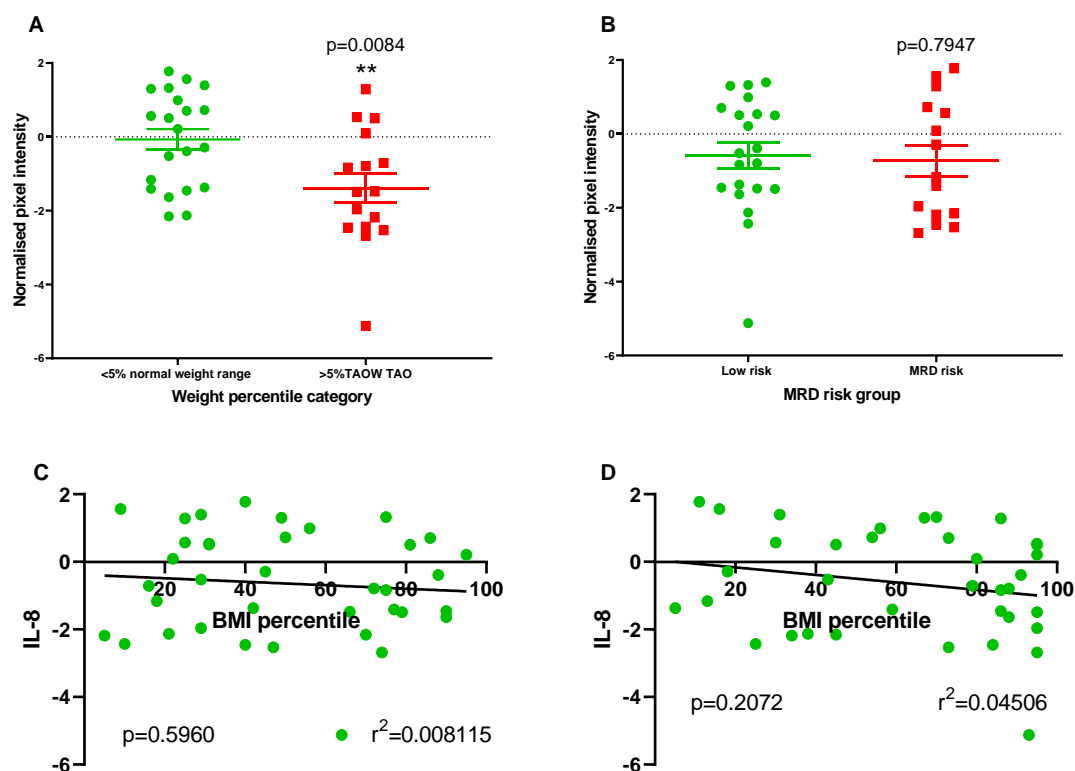 A
p=0.0084
**
Normalised pixel intensity
2
0
-2
-4
-6
<5% normal weight range
>5%TAOW TAO
Weight percentile category
B
p=0.7947
Normalised pixel intensity
2
0
-2
-4
-6
Low risk
MRD risk
MRD risk group
C
IL-8
2
0
-2
-4
-6
20 40 60 80 100
BMI percentile
p=0.5960
r²=0.008115
D
IL-8
2
0
-2
-4
-6
20 40 60 80 100
BMI percentile
p=0.2072
r²=0.04506